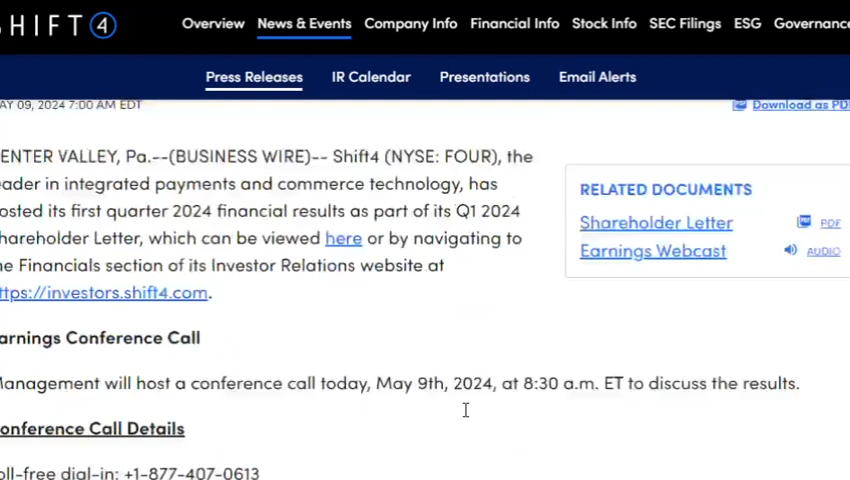 SHIFT 4
Overview News & Events Company Info Financial Info Stock Info SEC Filings ESG Governance
Press Releases IR Calendar Presentations Email Alerts
AY 09, 2024 7:00 AM EDT
Download as PD
ENTER VALLEY, Pa.--(BUSINESS WIRE)-- Shift4 (NYSE: FOUR), the
eader in integrated payments and commerce technology, has
osted its first quarter 2024 financial results as part of its Q1 2024
hareholder Letter, which can be viewed here or by navigating to
he Financials section of its Investor Relations website at
ttps://investors.shift4.com.
RELATED DOCUMENTS
Shareholder Letter PDF
Earnings Webcast AUDIO
arnings Conference Call
Management will host a conference call today, May 9th, 2024, at 8:30 a.m. ET to discuss the results.
onference Call Details
oll-free dial-in: +1-877-407-0613